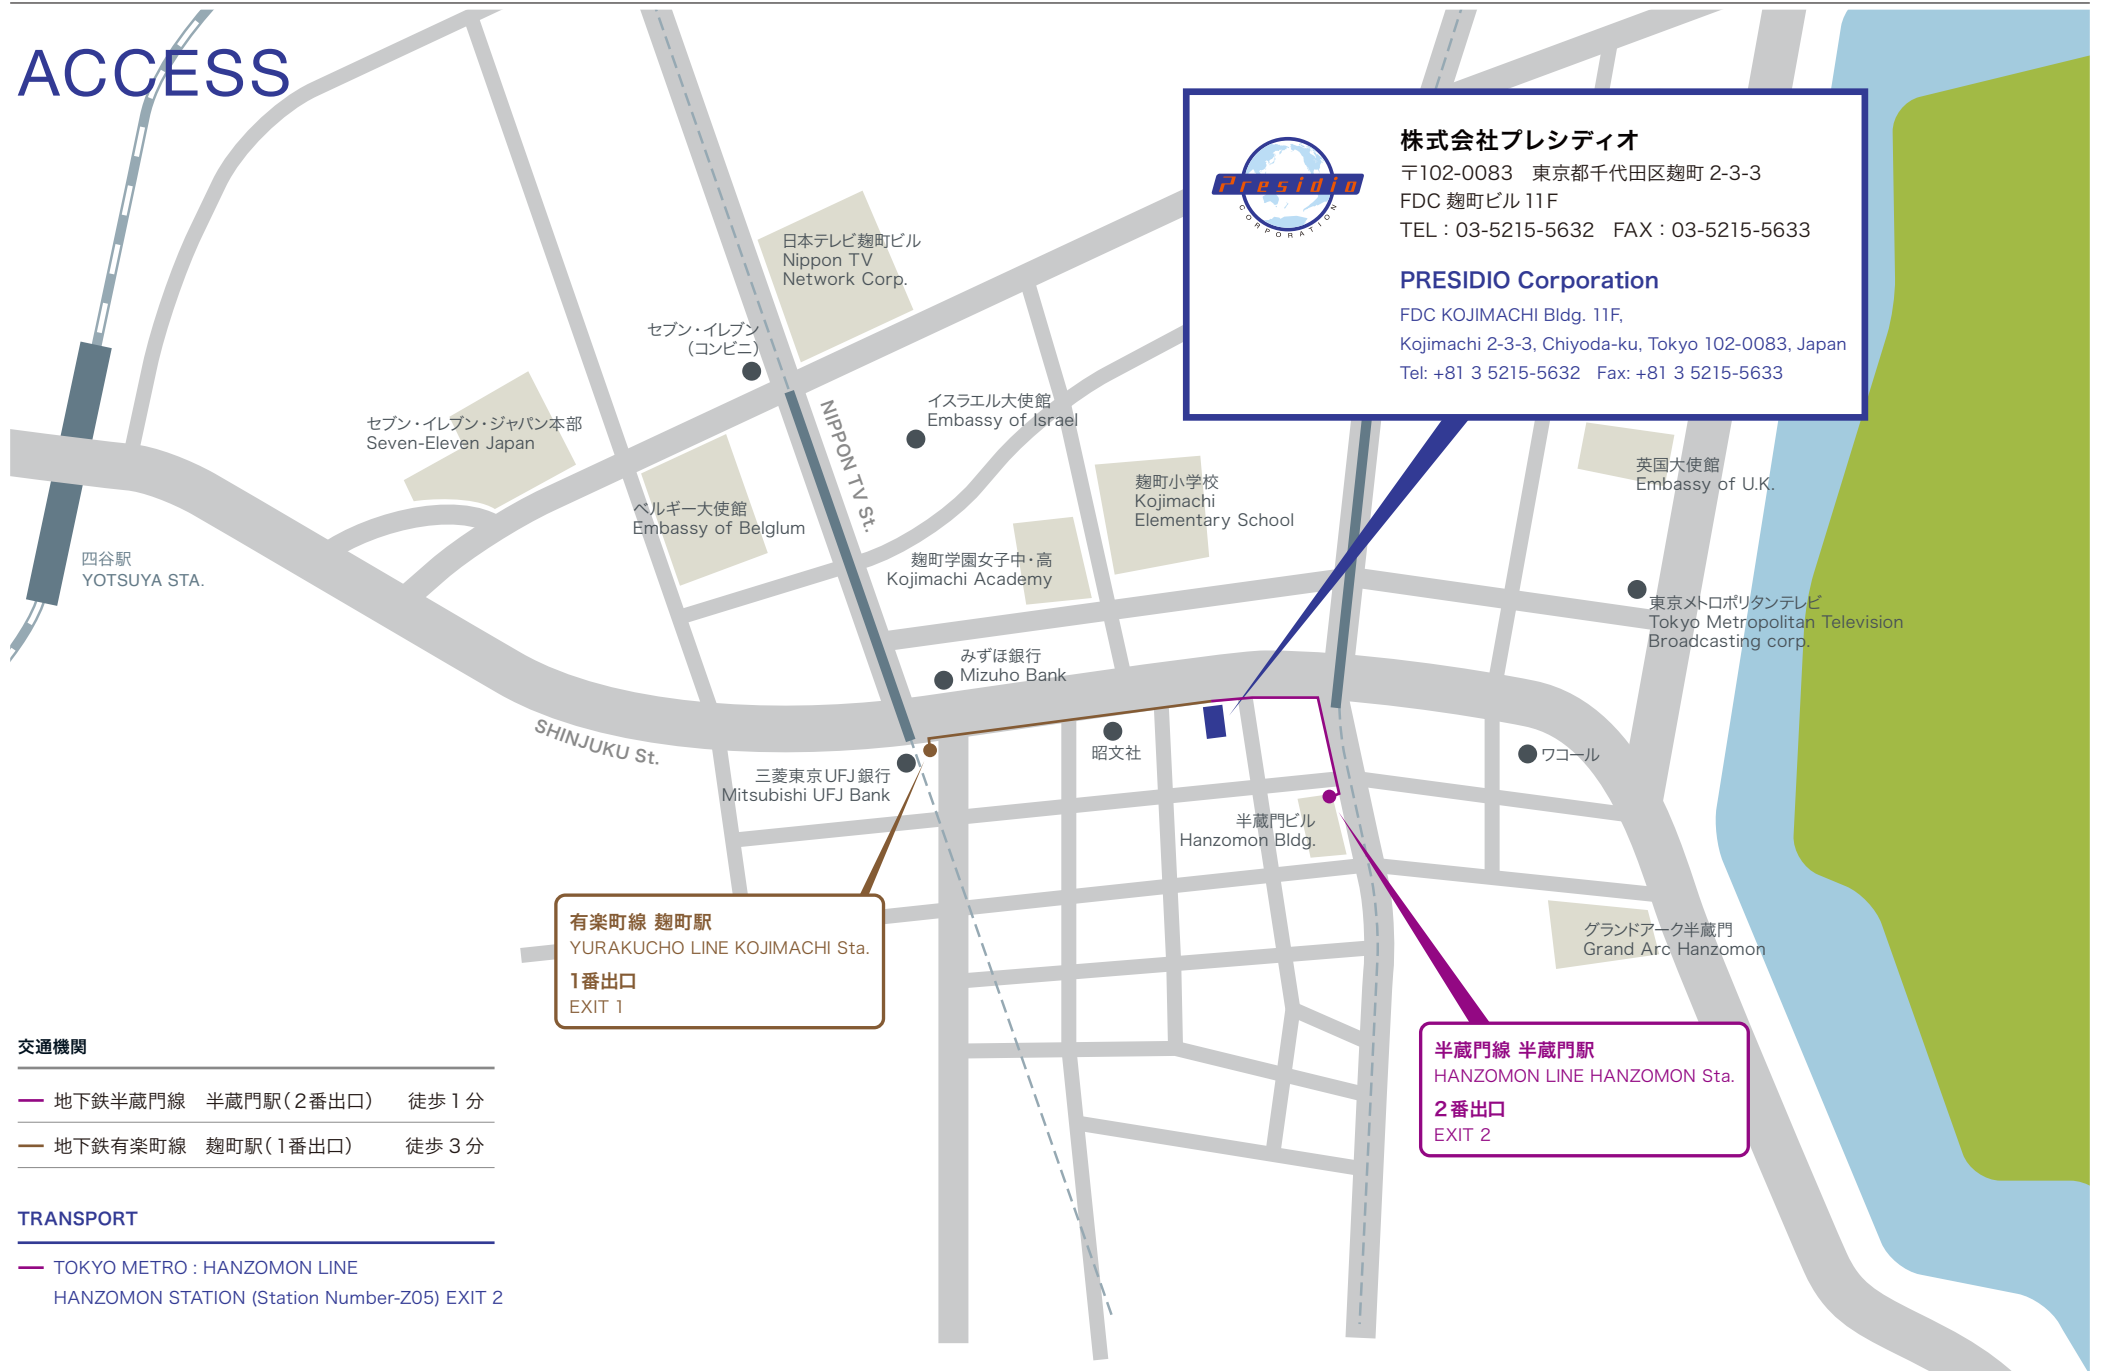 ACCESS
Presidio
CORPORATION
株式会社プレシディオ
〒102-0083　東京都千代田区麹町 2-3-3
FDC 麹町ビル 11F
TEL：03-5215-5632　FAX：03-5215-5633
PRESIDIO Corporation
FDC KOJIMACHI Bldg. 11F,
Kojimachi 2-3-3, Chiyoda-ku, Tokyo 102-0083, Japan
Tel: +81 3 5215-5632　Fax: +81 3 5215-5633
日本テレビ麹町ビル
Nippon TV
Network Corp.
セブン・イレブン
（コンビニ）
セブン・イレブン・ジャパン本部
Seven-Eleven Japan
NIPPON TV St.
イスラエル大使館
Embassy of Israel
ベルギー大使館
Embassy of Belglum
麹町小学校
Kojimachi
Elementary School
麹町学園女子中・高
Kojimachi Academy
英国大使館
Embassy of U.K.
四谷駅
YOTSUYA STA.
東京メトロポリタンテレビ
Tokyo Metropolitan Television
Broadcasting corp.
みずほ銀行
Mizuho Bank
SHINJUKU St.
昭文社
ワコール
三菱東京UFJ銀行
Mitsubishi UFJ Bank
半蔵門ビル
Hanzomon Bldg.
有楽町線 麹町駅
YURAKUCHO LINE KOJIMACHI Sta.
1番出口
EXIT 1
グランドアーク半蔵門
Grand Arc Hanzomon
半蔵門線 半蔵門駅
HANZOMON LINE HANZOMON Sta.
2番出口
EXIT 2
交通機関
地下鉄半蔵門線　半蔵門駅（2番出口）　徒歩1分
地下鉄有楽町線　麹町駅（1番出口）　徒歩3分
TRANSPORT
TOKYO METRO : HANZOMON LINE
HANZOMON STATION (Station Number-Z05) EXIT 2